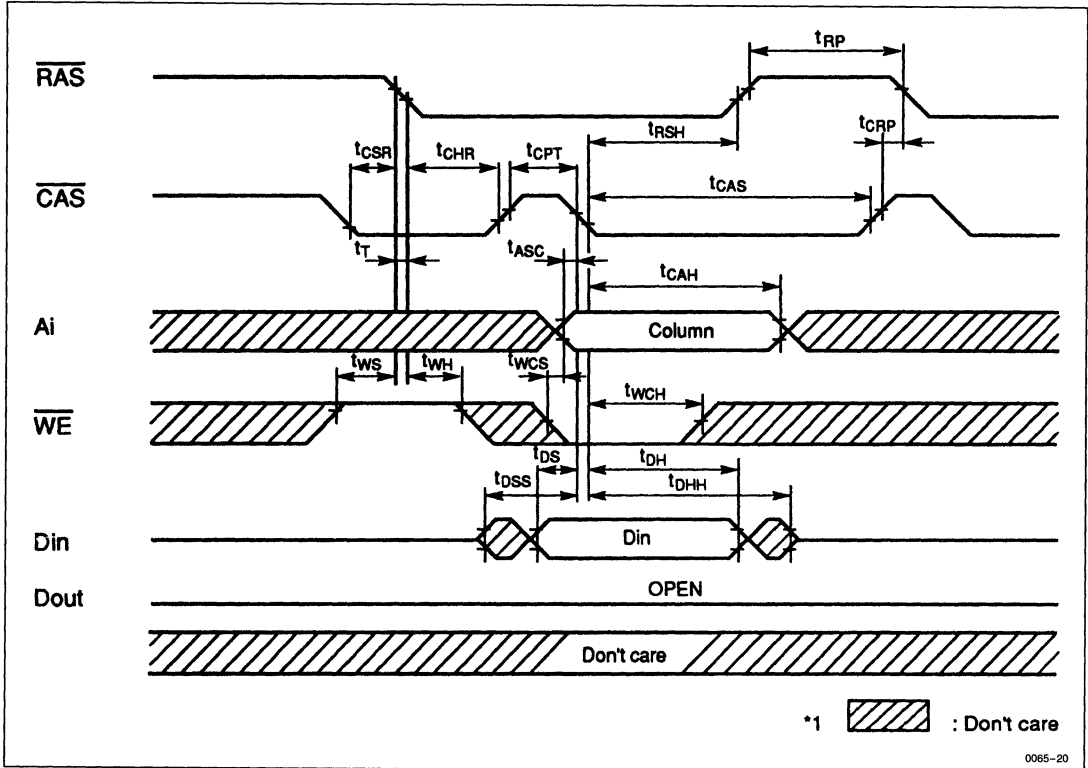 tRP
RAS
tRSH
tCRP
tCSR
tCHR
tCPT
tCAS
CAS
tT
tASC
tCAH
Ai
Column
tWS
tWH
tWCS
tWCH
WE
tDS
tDH
tDSS
tDHH
Din
Din
OPEN
Dout
Don't care
*1 : Don't care
0065-20